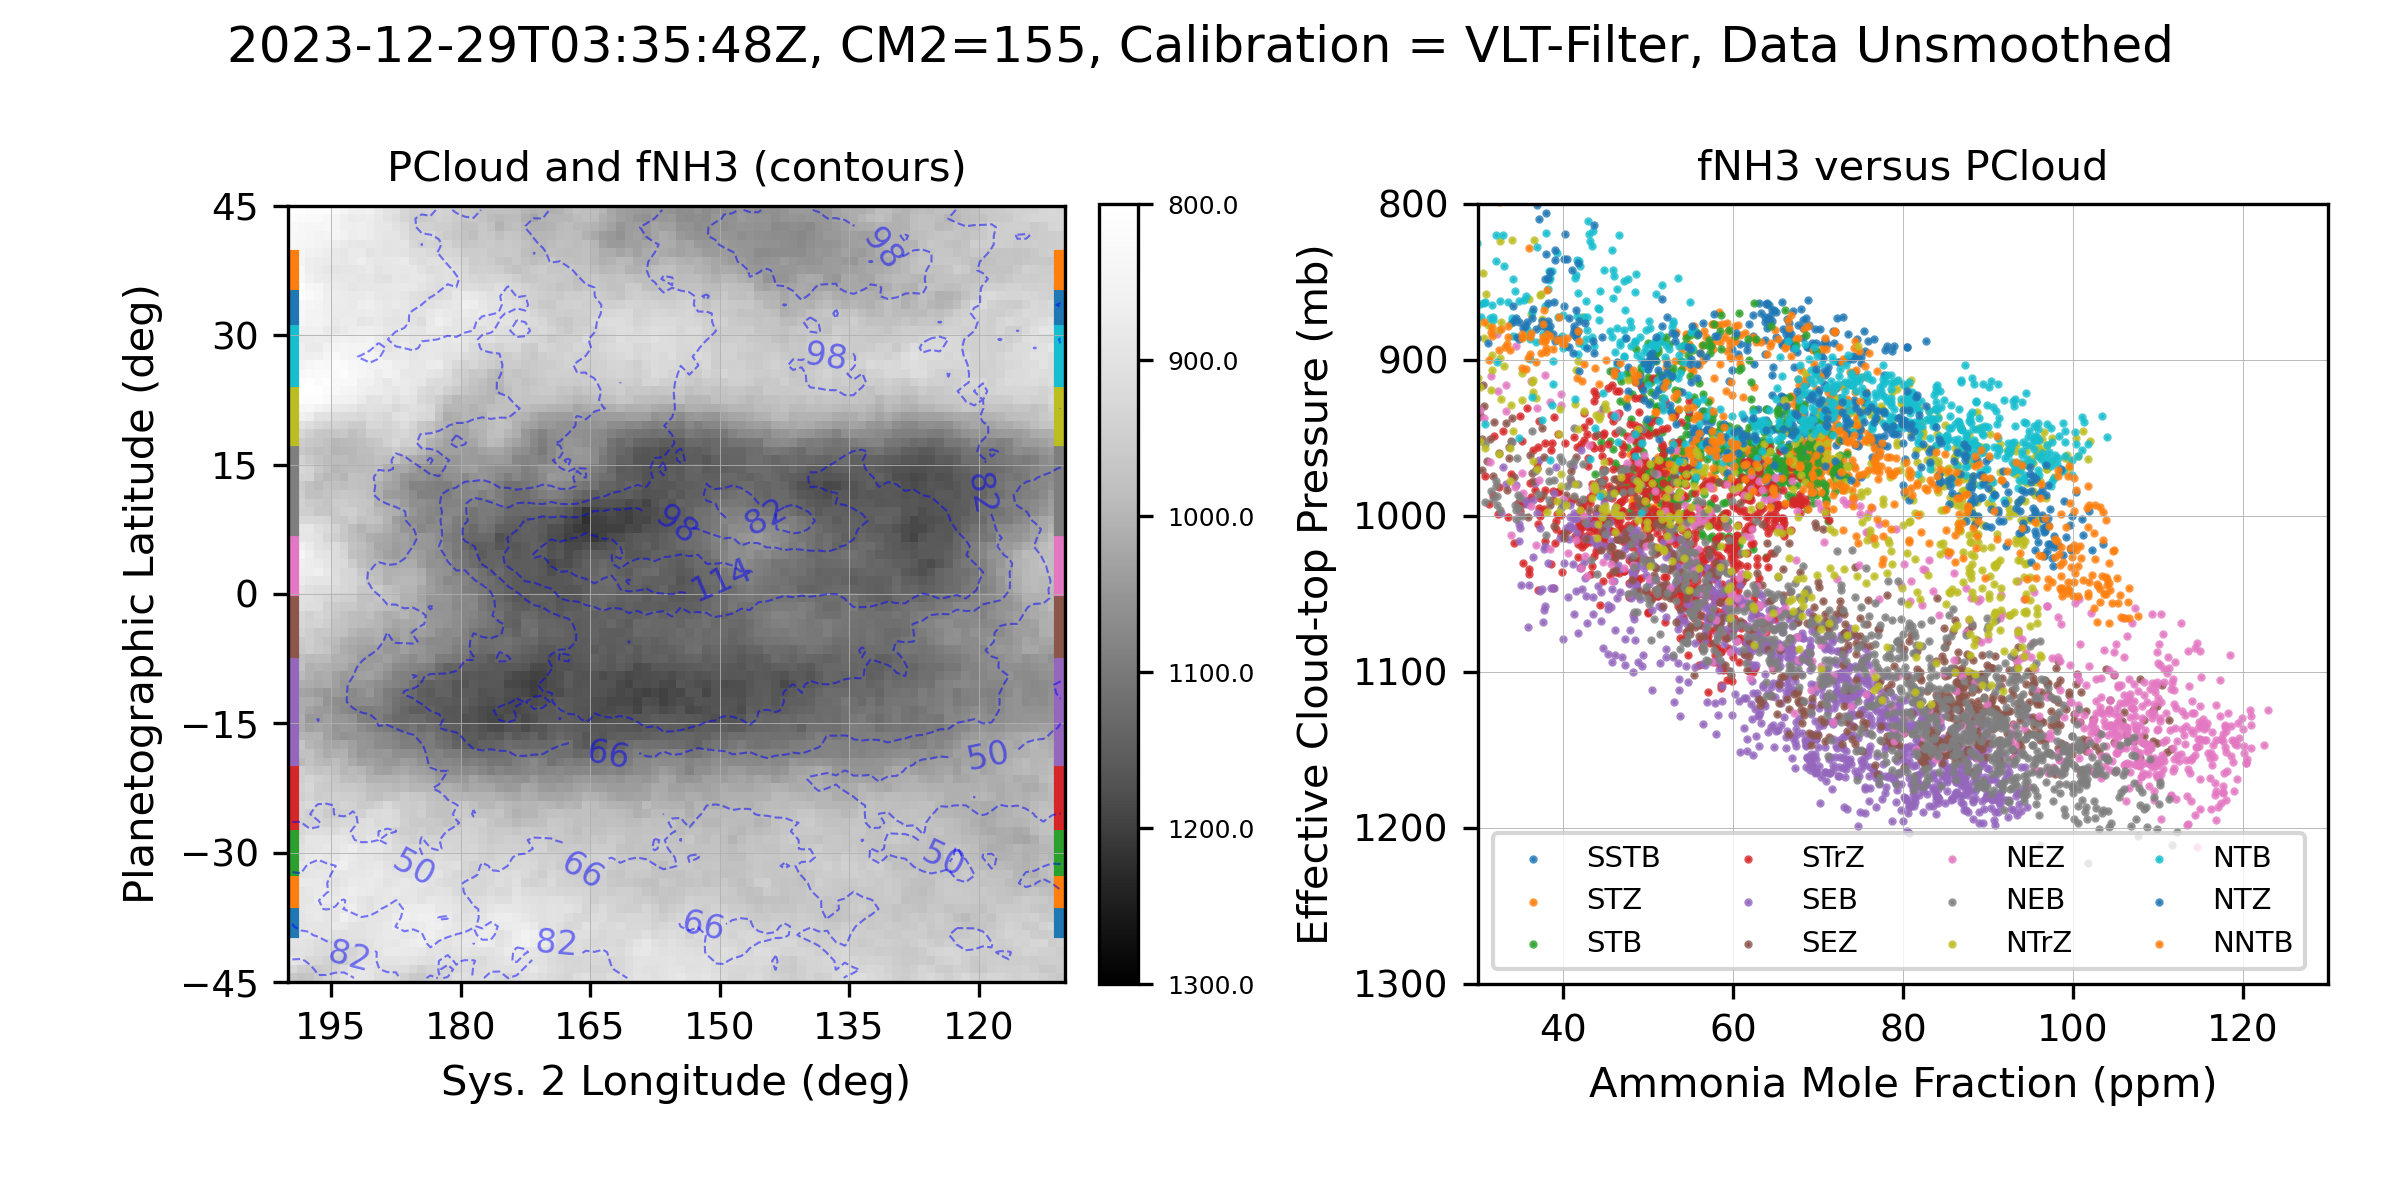 2023-12-29T03:35:48Z, CM2=155, Calibration = VLT-Filter, Data Unsmoothed
PCloud and fNH3 (contours)
45
30
15
0
−15
−30
−45
Planetographic Latitude (deg)
195
180
165
150
135
120
Sys. 2 Longitude (deg)
98
98
82
98
82
114
66
50
50
66
50
66
82
82
800.0
900.0
1000.0
1100.0
1200.0
1300.0
fNH3 versus PCloud
800
900
1000
1100
1200
1300
Effective Cloud-top Pressure (mb)
SSTB
STZ
STB
STrZ
SEB
SEZ
NEZ
NEB
NTrZ
NTB
NTZ
NNTB
40
60
80
100
120
Ammonia Mole Fraction (ppm)